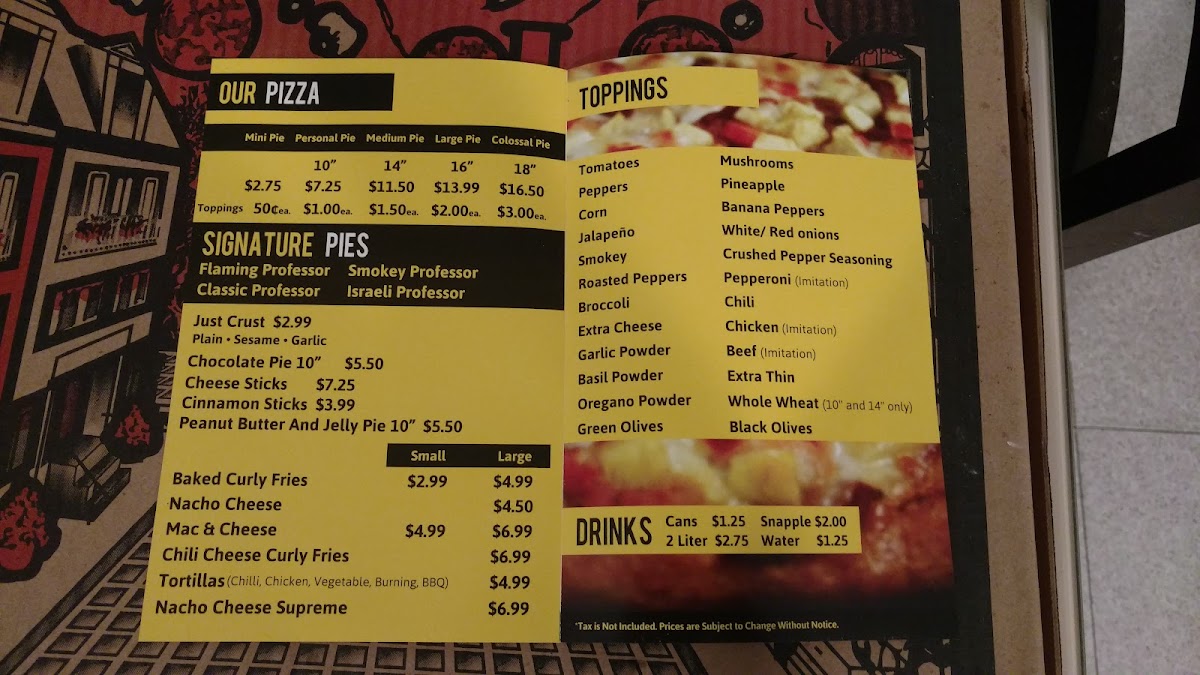 OUR PIZZA
Mini Pie Personal Pie Medium Pie Large Pie Colossal Pie
10" 14" 16" 18"
$2.75 $7.25 $11.50 $13.99 $16.50
Toppings 50¢ea. $1.00ea. $1.50ea. $2.00ea. $3.00ea.
SIGNATURE PIES
Flaming Professor Smokey Professor
Classic Professor Israeli Professor
Just Crust $2.99
Plain • Sesame • Garlic
Chocolate Pie 10" $5.50
Cheese Sticks $7.25
Cinnamon Sticks $3.99
Peanut Butter And Jelly Pie 10" $5.50
Small Large
Baked Curly Fries $2.99 $4.99
Nacho Cheese $4.50
Mac & Cheese $4.99 $6.99
Chili Cheese Curly Fries $6.99
Tortillas (Chilli, Chicken, Vegetable, Burning, BBQ) $4.99
Nacho Cheese Supreme $6.99
TOPPINGS
Tomatoes
Peppers
Corn
Jalapeño
Smokey
Roasted Peppers
Broccoli
Extra Cheese
Garlic Powder
Basil Powder
Oregano Powder
Green Olives
Mushrooms
Pineapple
Banana Peppers
White/ Red onions
Crushed Pepper Seasoning
Pepperoni (Imitation)
Chili
Chicken (Imitation)
Beef (Imitation)
Extra Thin
Whole Wheat (10" and 14" only)
Black Olives
DRINKS
Cans $1.25 Snapple $2.00
2 Liter $2.75 Water $1.25
*Tax is Not Included. Prices are Subject to Change Without Notice.